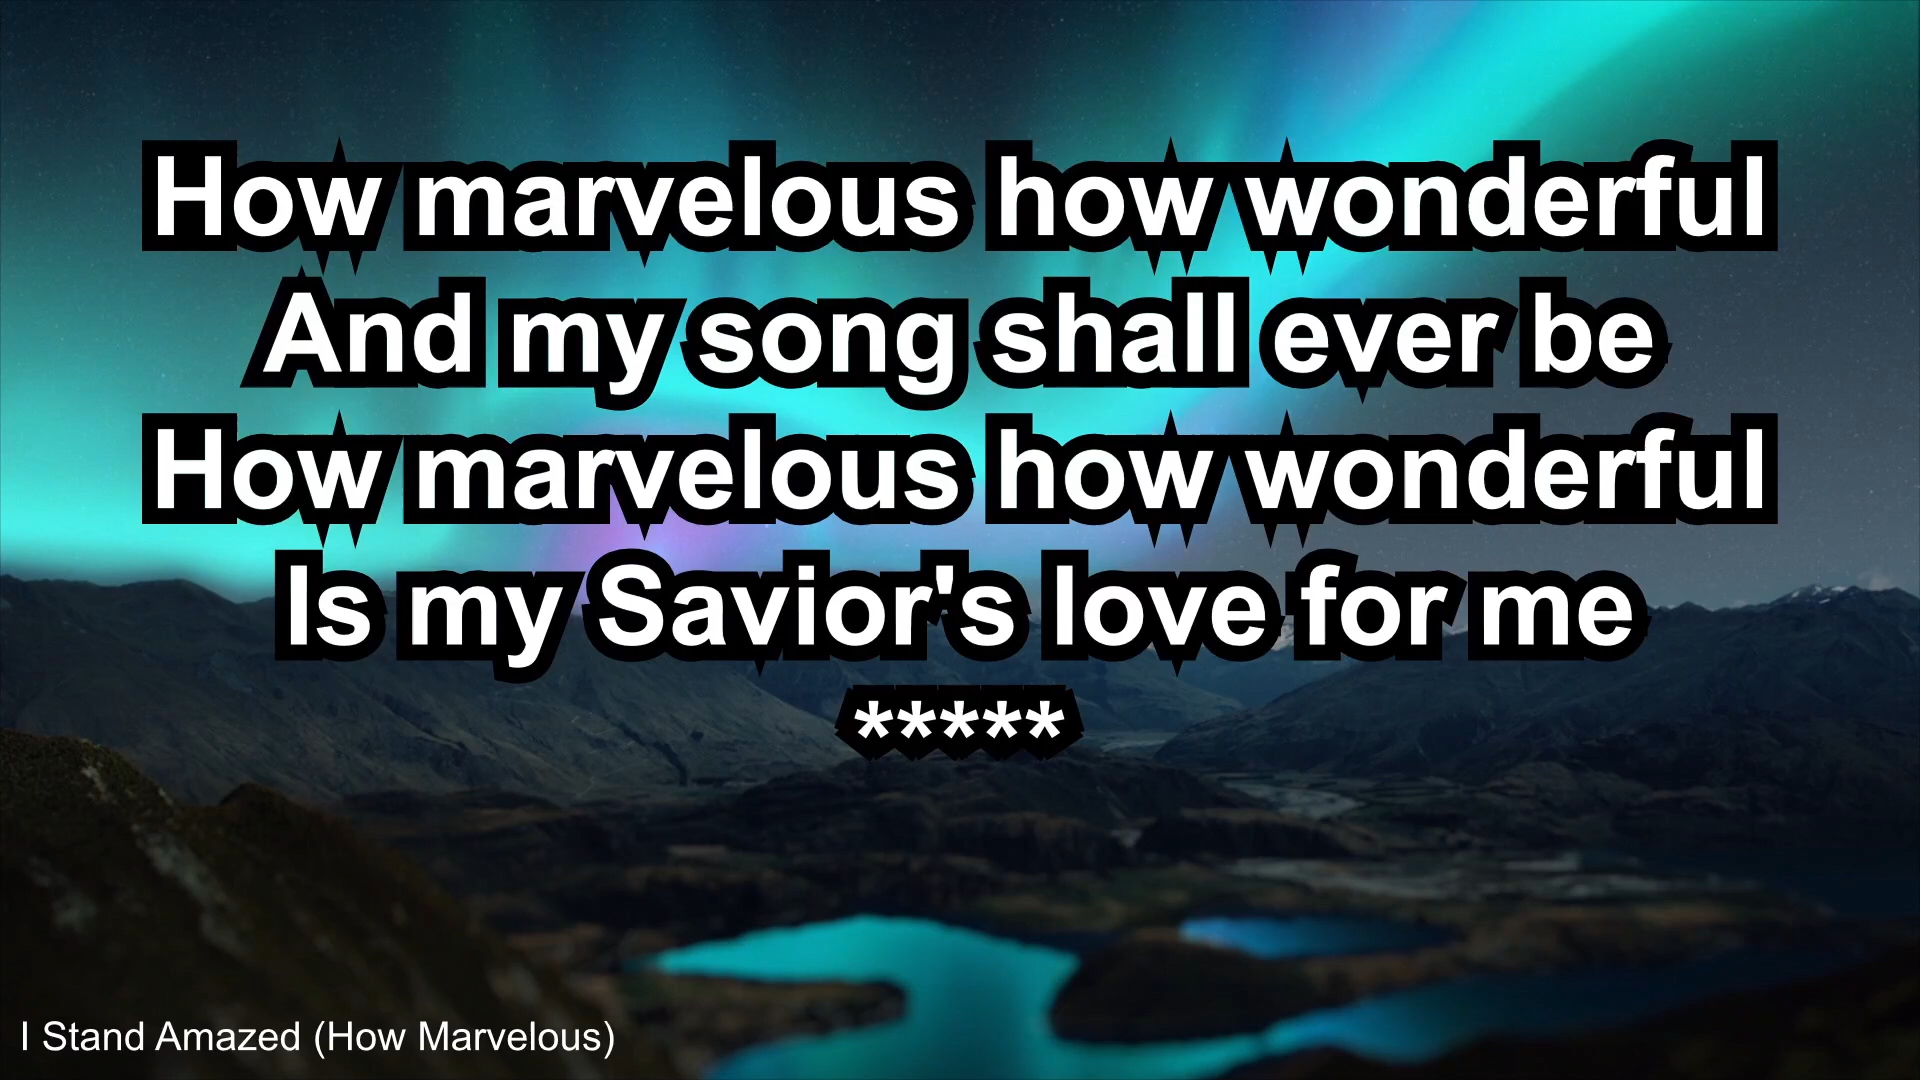 How marvelous how wonderful
And my song shall ever be
How marvelous how wonderful
Is my Savior's love for me
*****
I Stand Amazed (How Marvelous)